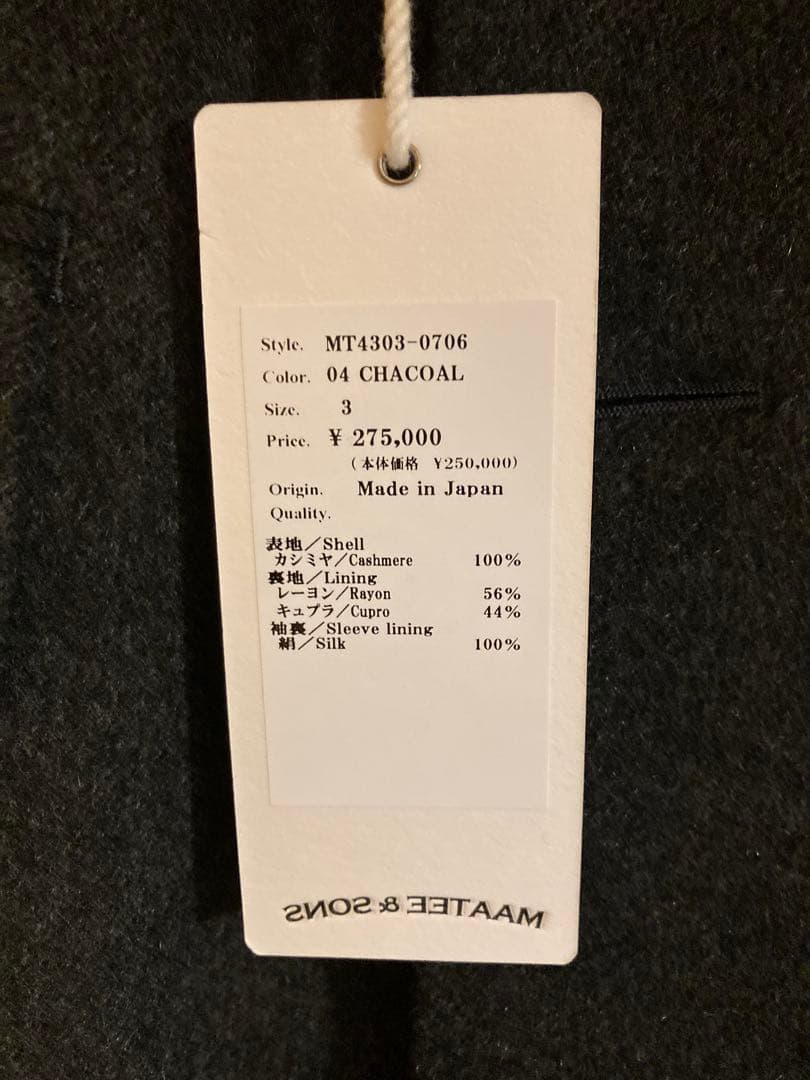 Style. MT4303-0706
Color. 04 CHACOAL
Size. 3
Price. ¥ 275,000
(本体価格 ¥250,000)
Origin. Made in Japan
Quality.
表地/Shell
カシミヤ/Cashmere 100%
裏地/Lining
レーヨン/Rayon 56%
キュプラ/Cupro 44%
袖裏/Sleeve lining
絹/Silk 100%
MAATEE & SONS